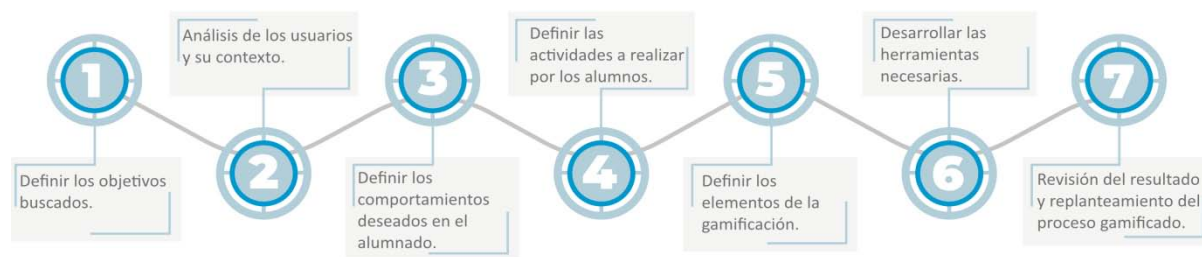 1
Definir los objetivos
buscados.
Análisis de los usuarios
y su contexto.
2
3
Definir los
comportamientos
deseados en el
alumnado.
Definir las
actividades a realizar
por los alumnos.
4
5
Definir los
elementos de la
gamificación.
Desarrollar las
herramientas
necesarias.
6
7
Revisión del resultado
y replanteamiento del
proceso gamificado.